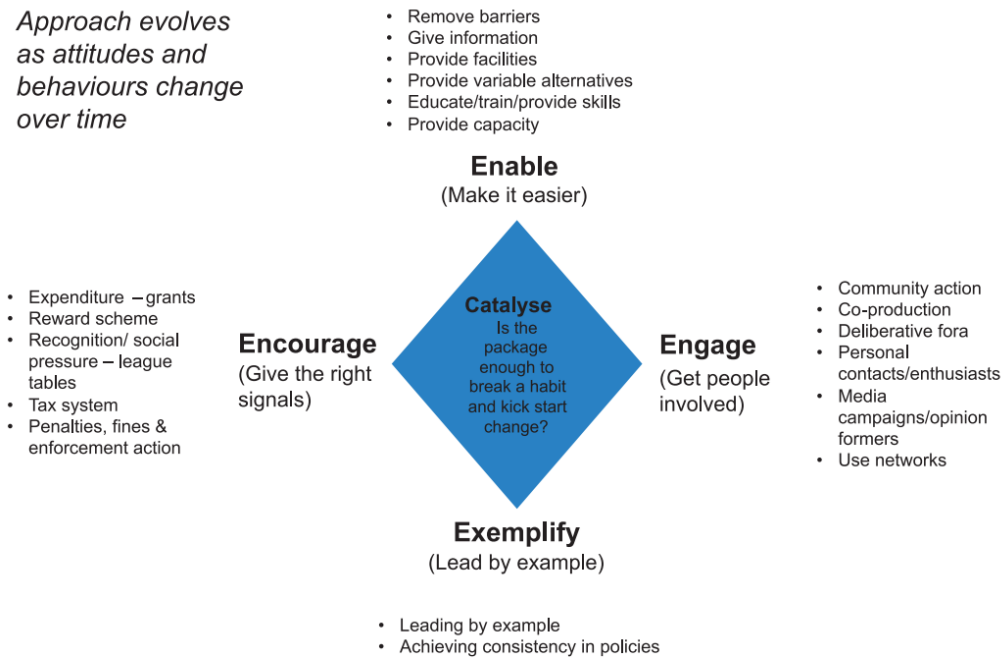 Approach evolves
as attitudes and
behaviours change
over time
• Remove barriers
• Give information
• Provide facilities
• Provide variable alternatives
• Educate/train/provide skills
• Provide capacity
Enable
(Make it easier)
• Expenditure – grants
• Reward scheme
• Recognition/ social
pressure – league
tables
• Tax system
• Penalties, fines &
enforcement action
Encourage
(Give the right
signals)
Catalyse
Is the
package
enough to
break a habit
and kick start
change?
Engage
(Get people
involved)
• Community action
• Co-production
• Deliberative fora
• Personal
contacts/enthusiasts
• Media
campaigns/opinion
formers
• Use networks
Exemplify
(Lead by example)
• Leading by example
• Achieving consistency in policies